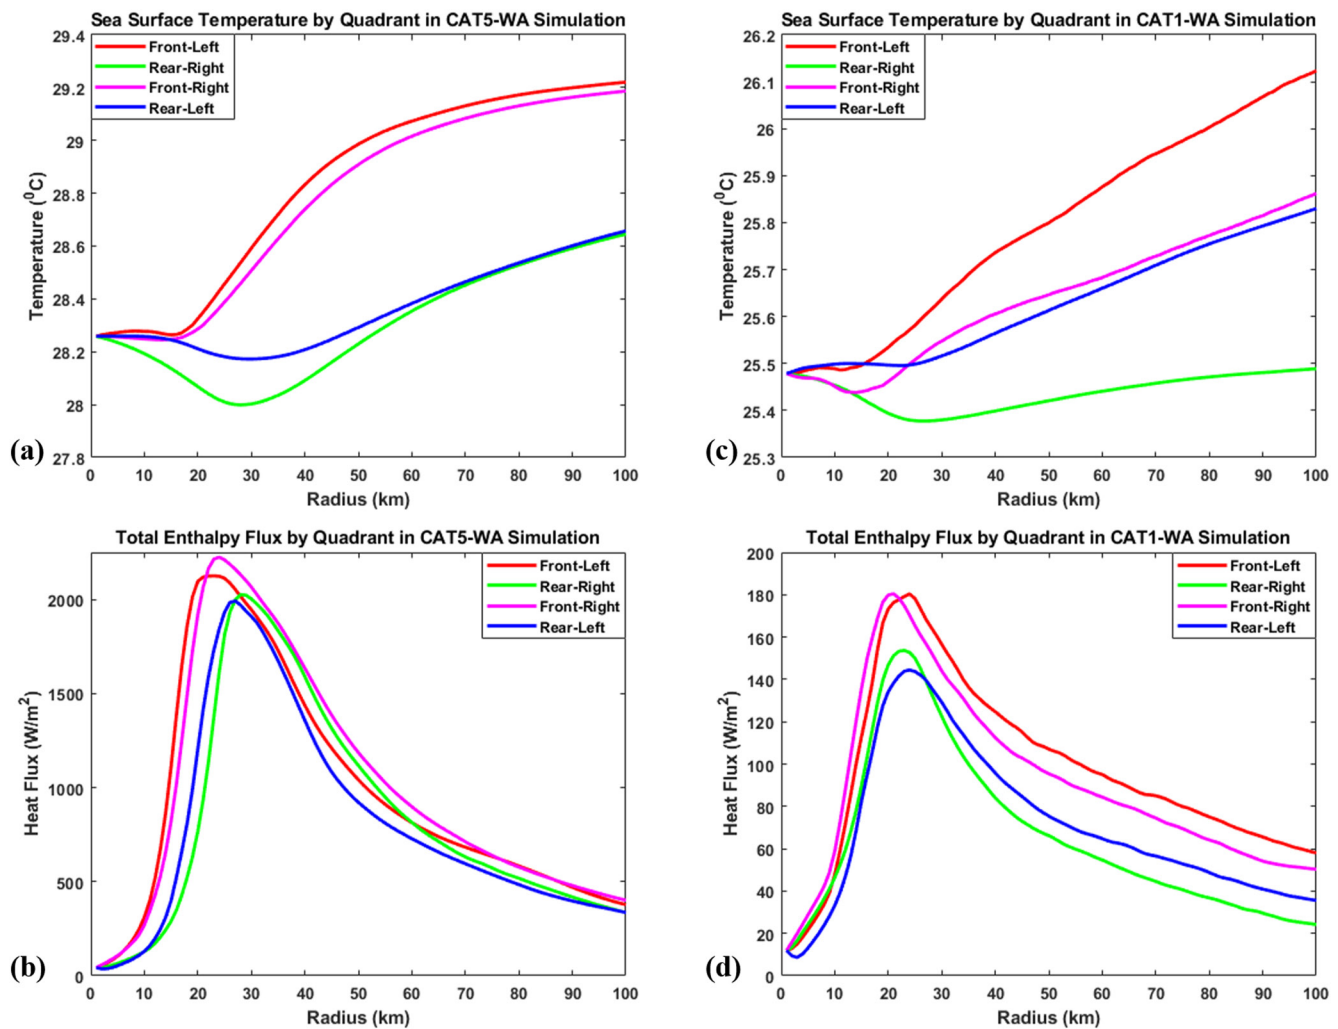 Sea Surface Temperature by Quadrant in CAT5-WA Simulation
29.4
29.2
29
28.8
28.6
28.4
28.2
28
27.8
Temperature (⁰C)
Front-Left
Rear-Right
Front-Right
Rear-Left
(a)
0 10 20 30 40 50 60 70 80 90 100
Radius (km)
Sea Surface Temperature by Quadrant in CAT1-WA Simulation
26.2
26.1
26
25.9
25.8
25.7
25.6
25.5
25.4
25.3
Temperature (⁰C)
Front-Left
Rear-Right
Front-Right
Rear-Left
(c)
0 10 20 30 40 50 60 70 80 90 100
Radius (km)
Total Enthalpy Flux by Quadrant in CAT5-WA Simulation
2000
1500
1000
500
0
Heat Flux (W/m²)
Front-Left
Rear-Right
Front-Right
Rear-Left
(b)
0 10 20 30 40 50 60 70 80 90 100
Radius (km)
Total Enthalpy Flux by Quadrant in CAT1-WA Simulation
200
180
160
140
120
100
80
60
40
20
0
Heat Flux (W/m²)
Front-Left
Rear-Right
Front-Right
Rear-Left
(d)
0 10 20 30 40 50 60 70 80 90 100
Radius (km)